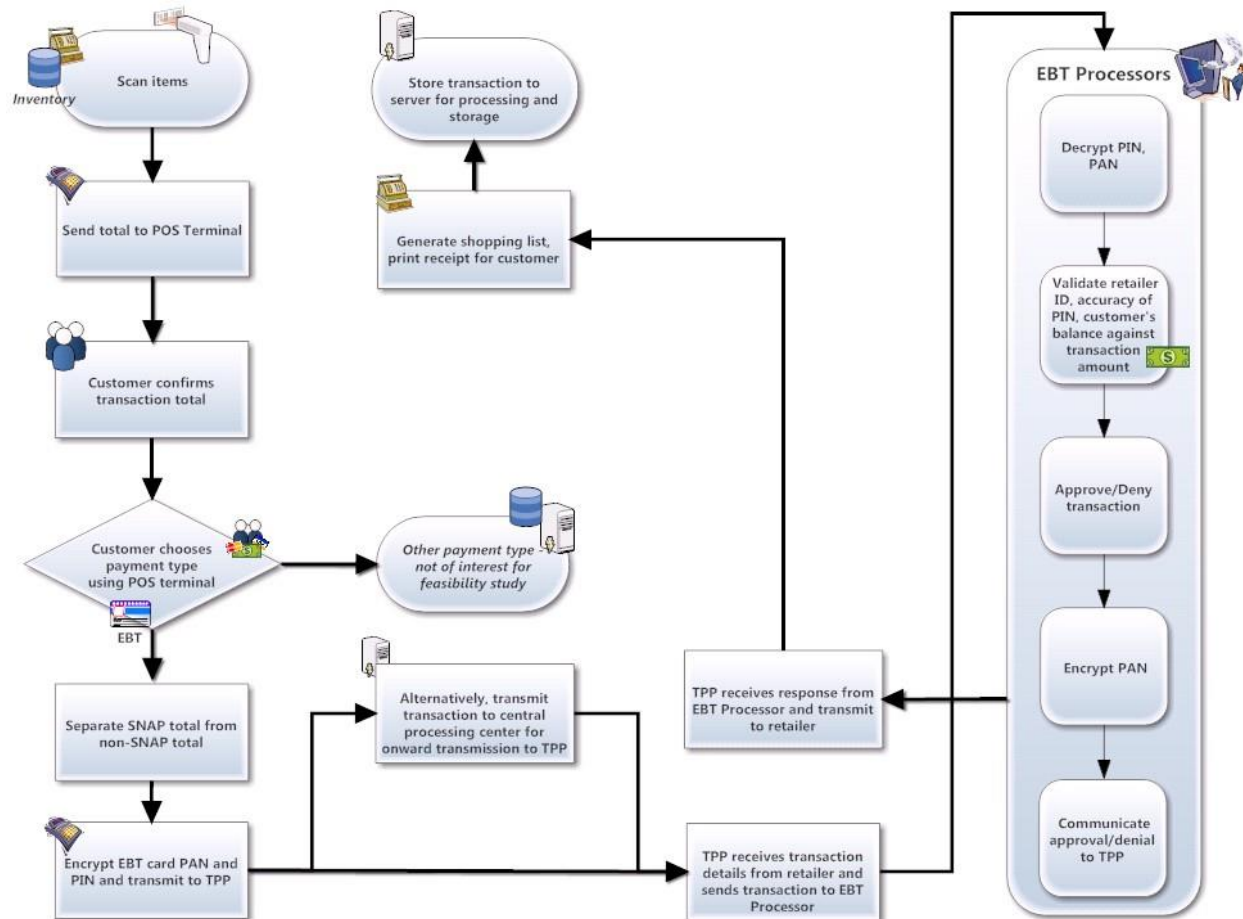 Scan items
Inventory
Send total to POS Terminal
Customer confirms
transaction total
Customer chooses
payment type
using POS terminal
EBT
Separate SNAP total from
non-SNAP total
Encrypt EBT card PAN and
PIN and transmit to TPP
Store transaction to
server for processing and
storage
Generate shopping list,
print receipt for customer
Other payment type -
not of interest for
feasibility study
Alternatively, transmit
transaction to central
processing center for
onward transmission to TPP
TPP receives response from
EBT Processor and transmit
to retailer
TPP receives transaction
details from retailer and
sends transaction to EBT
Processor
EBT Processors
Decrypt PIN,
PAN
Validate retailer
ID, accuracy of
PIN, customer's
balance against
transaction
amount
Approve/Deny
transaction
Encrypt PAN
Communicate
approval/denial
to TPP